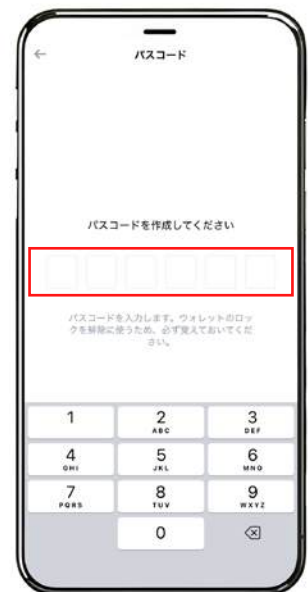 ←
パスコード
パスコードを作成してください
パスコードを入力します。ウォレットのロッ
クを解除に使うため、必ず覚えておいてくだ
さい。
1 2 3
ABC DEF
4 5 6
GHI JKL MNO
7 8 9
PQRS TUV WXYZ
0